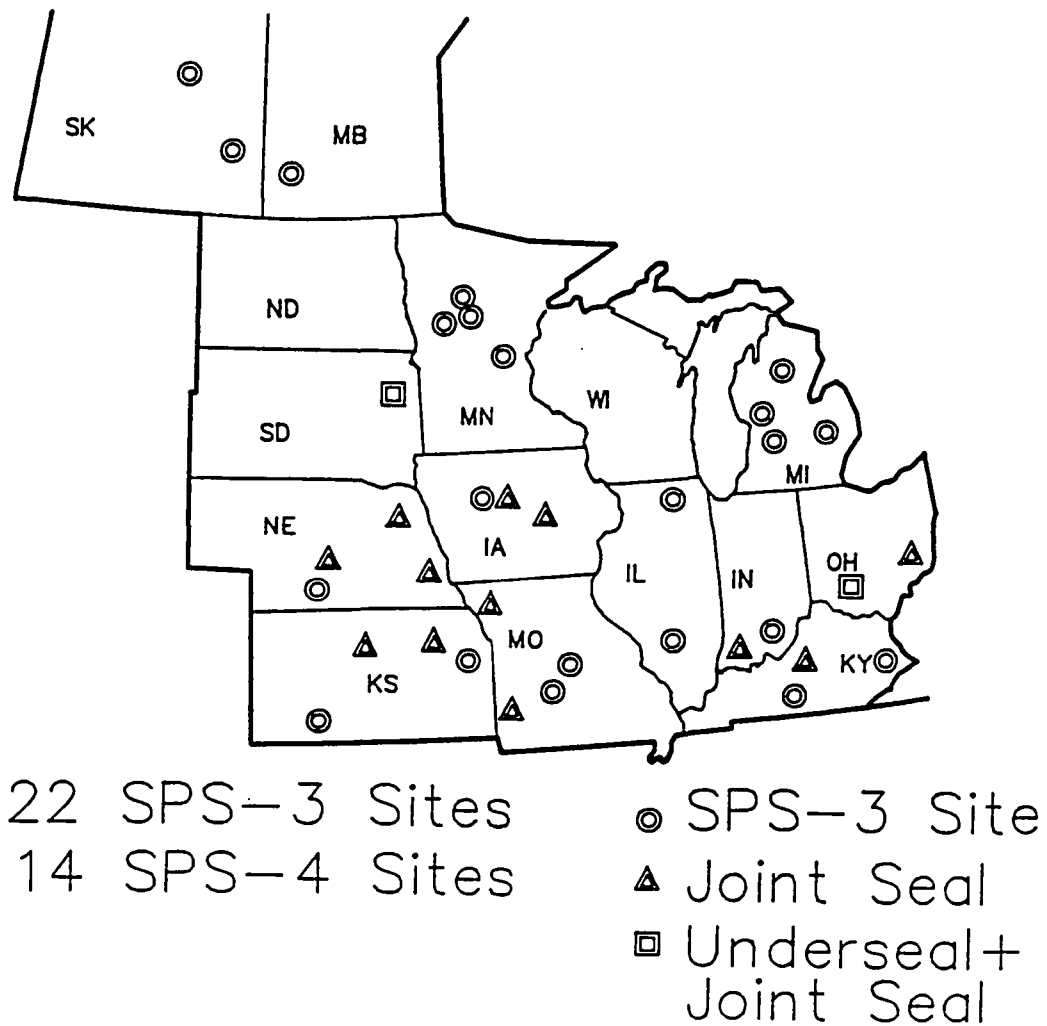 SK
MB
ND
SD
MN
WI
MI
NE
IA
IL
IN
OH
KS
MO
KY
22 SPS-3 Sites
14 SPS-4 Sites
SPS-3 Site
Joint Seal
Underseal+
Joint Seal